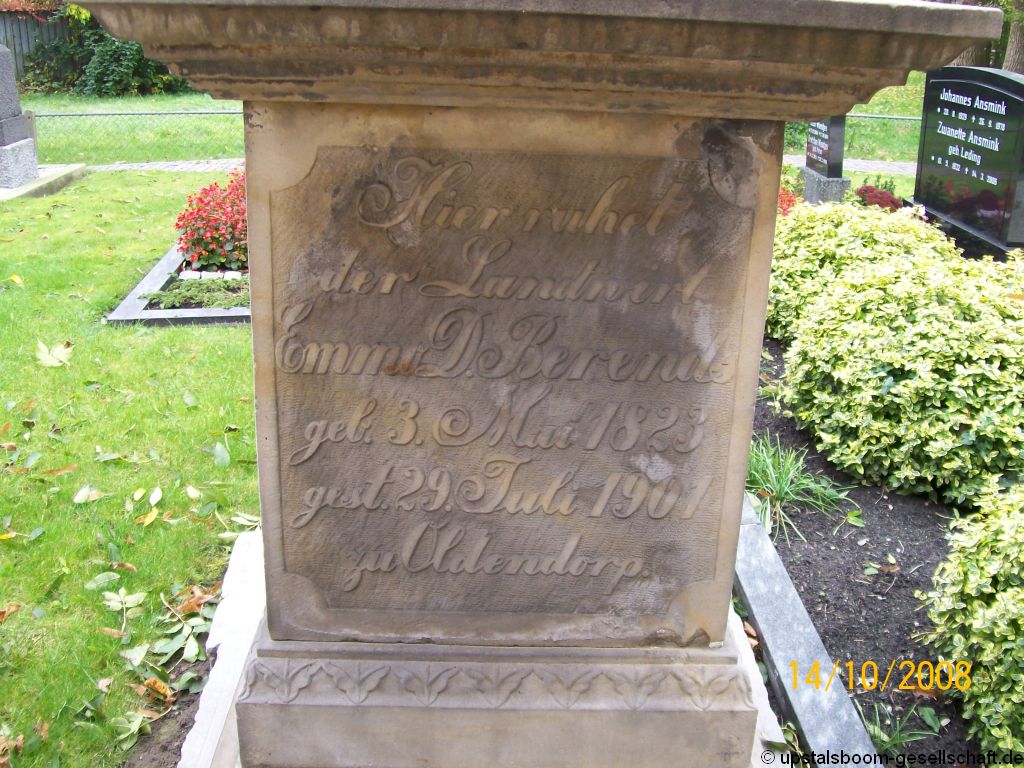 Hier ruhet
der Landwirt
Emme D. Berends
geb. 3. Mai 1823
gest. 29. Juli 1901
zu Oldendorp.
Johannes Ansmink
Zwanette Ansmink
geb Leding
14/10/2008
© upstalsboom-gesellschaft.de